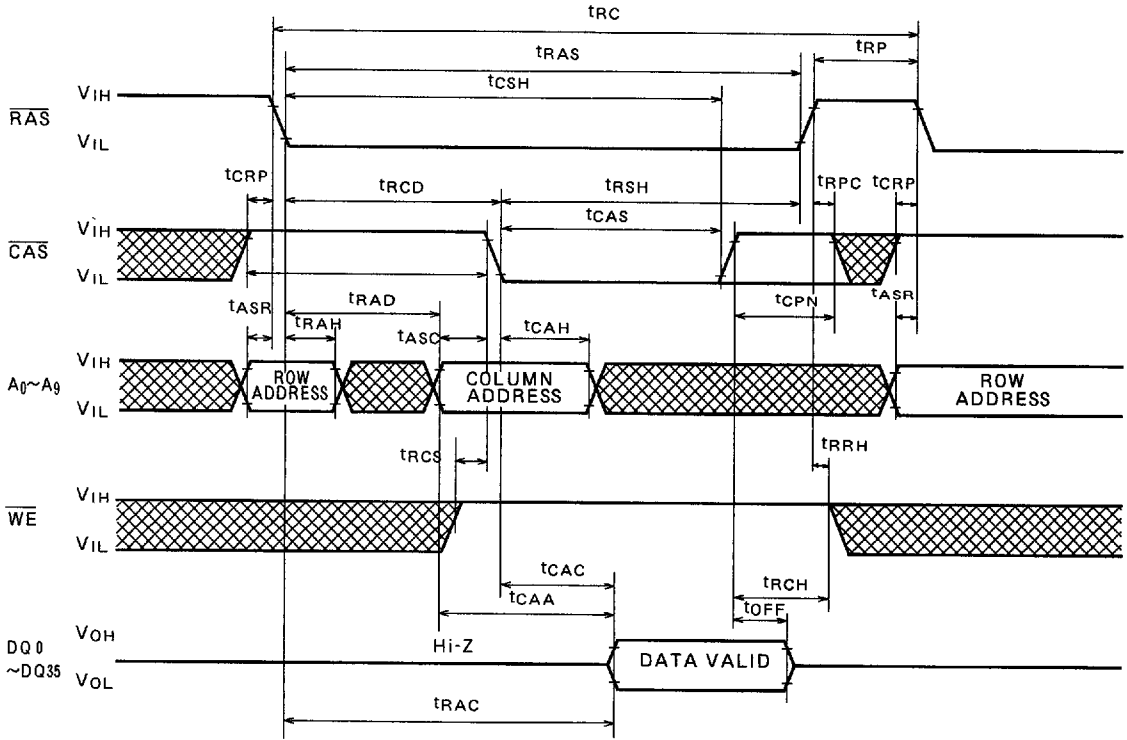 tRC
tRAS
tRP
tCSH
RAS
VIH
VIL
tCRP
tRCD
tRSH
tRPC
tCRP
tCAS
CAS
VIH
VIL
tRAD
tCPN
tASR
tASR
tRAH
tASC
tCAH
A0~A9
VIH
VIL
ROW
ADDRESS
COLUMN
ADDRESS
ROW
ADDRESS
tRCS
tRRH
WE
VIH
VIL
tCAC
tRCH
tCAA
tOFF
DQ0
~DQ35
VOH
VOL
Hi-Z
DATA VALID
tRAC